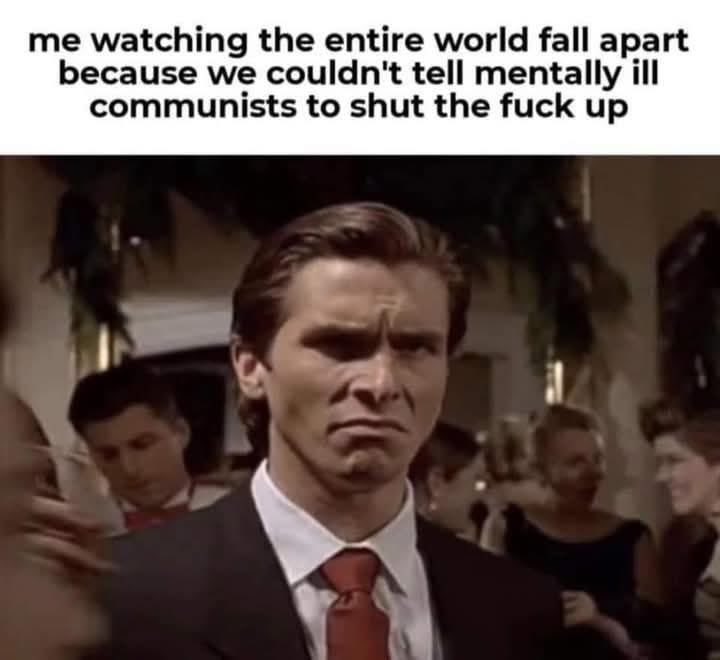 me watching the entire world fall apart
because we couldn't tell mentally ill
communists to shut the fuck up